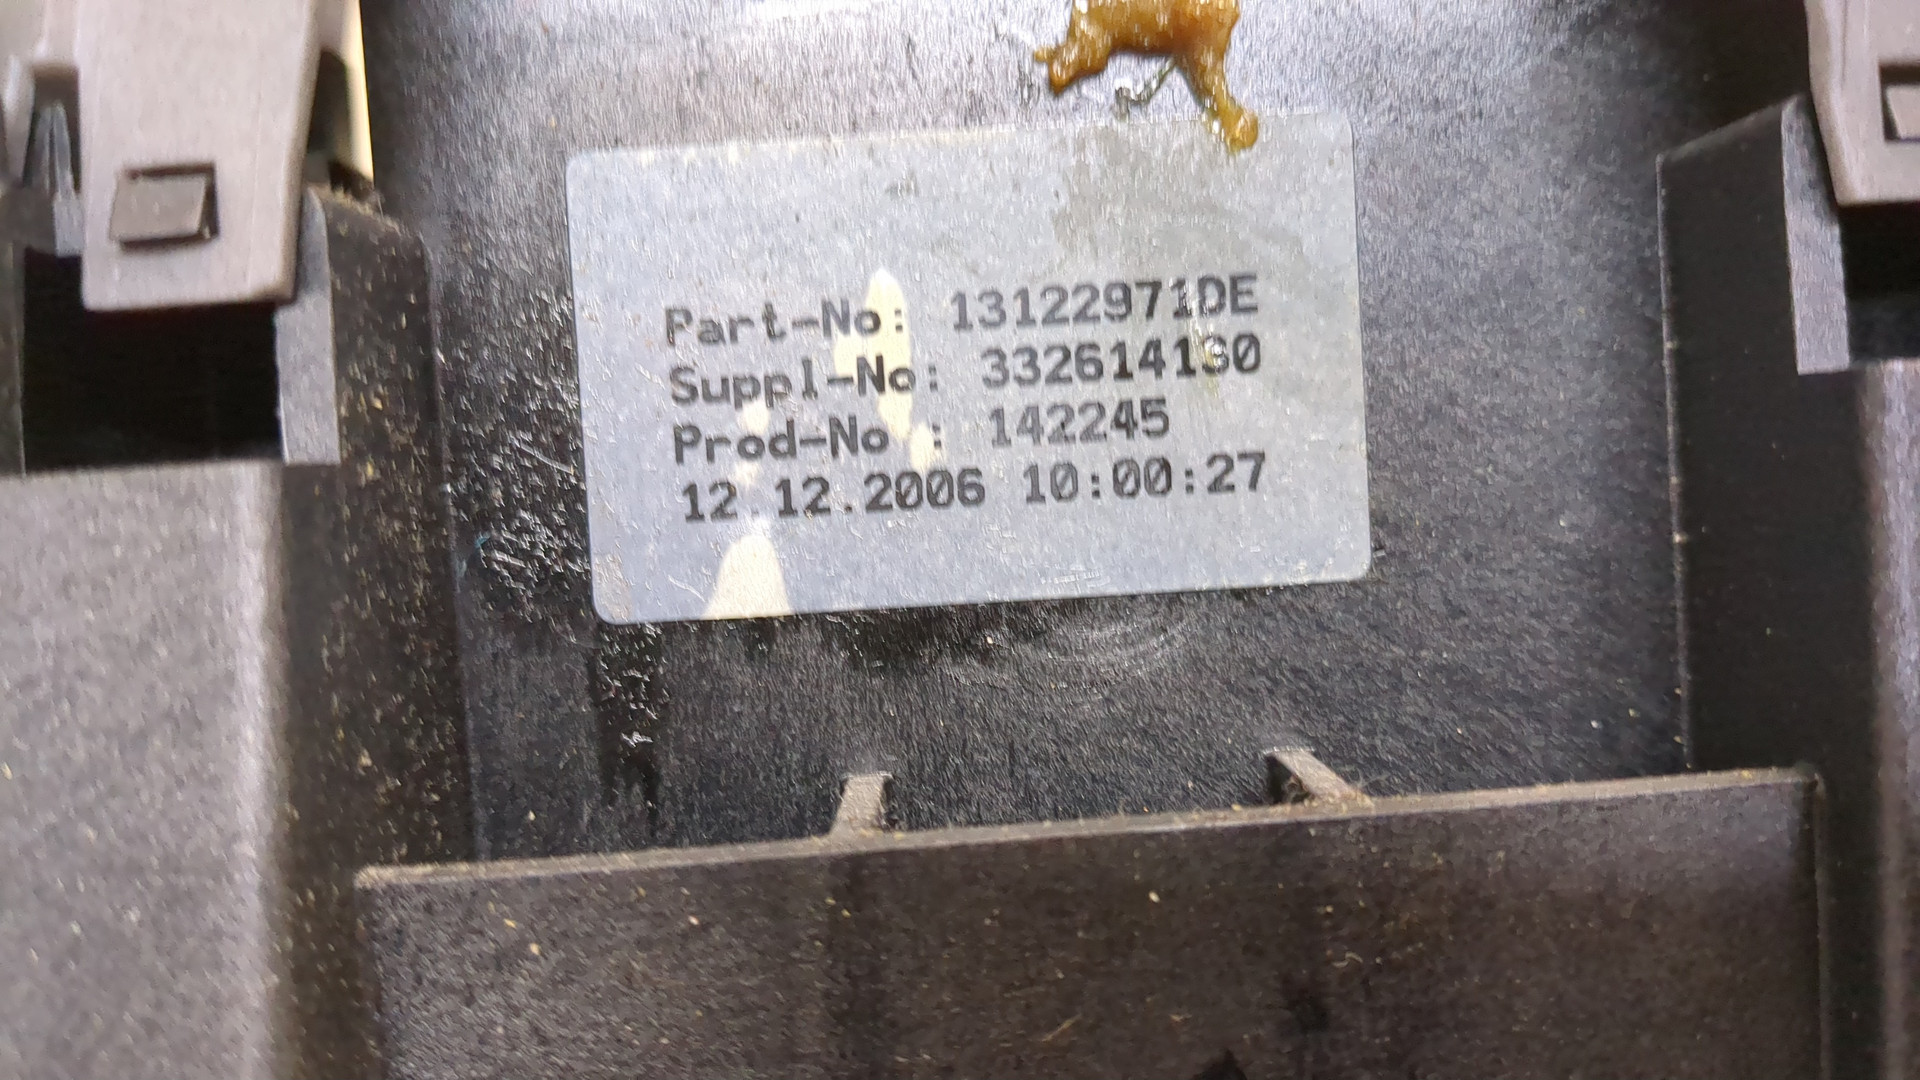 Part-No: 13122971DE
Suppl-No: 332614130
Prod-No : 142245
12.12.2006 10:00:27